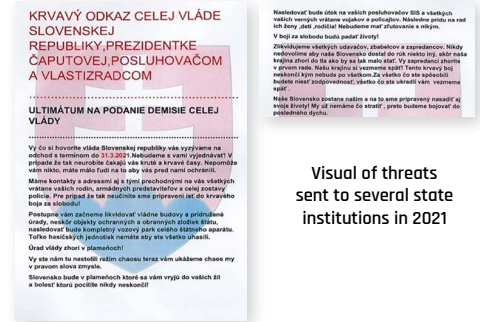 KRVAVÝ ODKAZ CELEJ VLÁDE
SLOVENSKEJ
REPUBLIKY,PREZIDENTKE
ČAPUTOVEJ,POSLUHOVAČOM
A VLASTIZRADCOM
ULTIMÁTUM NA PODANIE DEMISIE CELEJ
VLÁDY
Vy čo si hovoríte vláda Slovenskej republiky vás vyzývame na
odchod s termínom do 31.3.2021.Nebudeme s vami vyjednávať! V
prípade že tak neurobíte čakajú vás kruté a krvavé časy. Nepomôže
vám nikto, máte málo ľudí na to aby vás pred nami ochránili.
Máme kontakty s adresami aj s tými prechodnými na vás všetkých
vrátane vašich rodín, armádnych predstaviteľov a celej zostavy
polície. Pre prípad že tak neučiníte sme pripravení ísť do krvavého
boja za slobodu!
Postupne vám začneme likvidovať vládne budovy a pridružené
úrady, neskôr objekty ochranných a obranných zložiek štátu,
nasledovať bude kompletný vozový park celého štátneho aparátu.
Toľko hasičských jednotiek nemáte aby ste všetko uhasili.
Úrad vlády zhorí v plameňoch!
Vy ste nám tu nastolili režim chaosu teraz vám ukážeme chaos my
v pravom slova zmysle.
Slovensko bude v plameňoch ktoré sa vám vryjú do vašich žíl
a bolesť ktorú pocítite nikdy neskončí!
Nasledovať bude útok na vašich posluhovačov SIS a všetkých
vašich verných vrátane vojakov a policajtov. Následne prídu na rad
ich ženy ,deti ,rodičia! Nebudeme mať zľutovanie s nikým.
V boji za slobodu budú padať životy!
Zlikvidujeme všetkých udavačov, zbabelcov a zapredancov. Nikdy
nedovolíme aby naše Slovensko dostal do rúk niekto iný, skôr naša
krajina zhorí do tla ako by sa tak malo stať. Vy zapredanci zhoríte
v prvom rade. Našu krajinu si vezmeme späť! Tento krvavý boj
neskončí kým nebude po všetkom.Za všetko čo ste spôsobili
budete niesť zodpovednosť, všetko čo ste ukradli vám vezmeme
späť .
Naše Slovensko zostane naším a na to sme pripravení nasadiť aj
svoje životy! My už nemáme čo stratiť , preto budeme bojovať do
posledného dychu.
Visual of threats
sent to several state
institutions in 2021